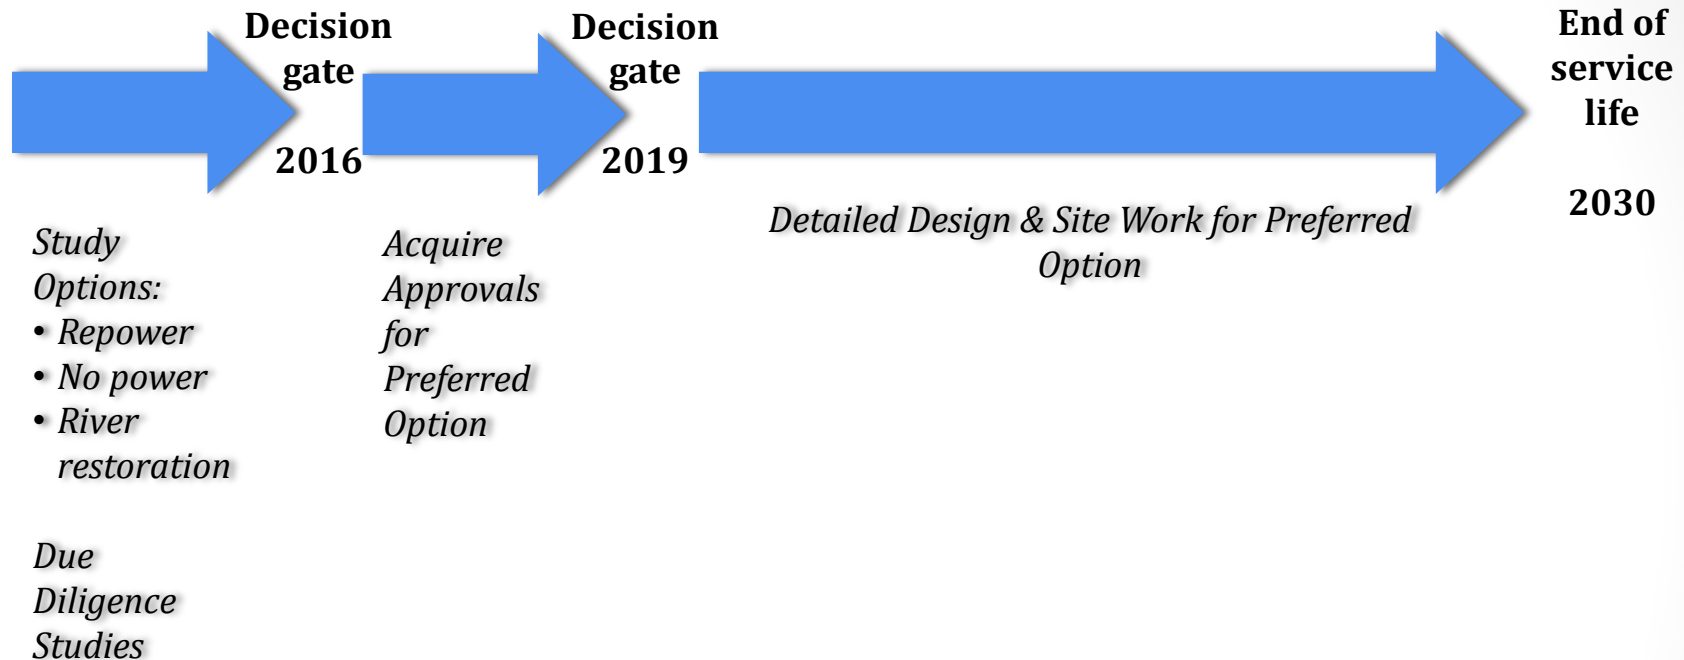 Decision
gate
2016
Decision
gate
2019
End of
service
life
2030
Study
Options:
• Repower
• No power
• River
restoration
Due
Diligence
Studies
Acquire
Approvals
for
Preferred
Option
Detailed Design & Site Work for Preferred
Option